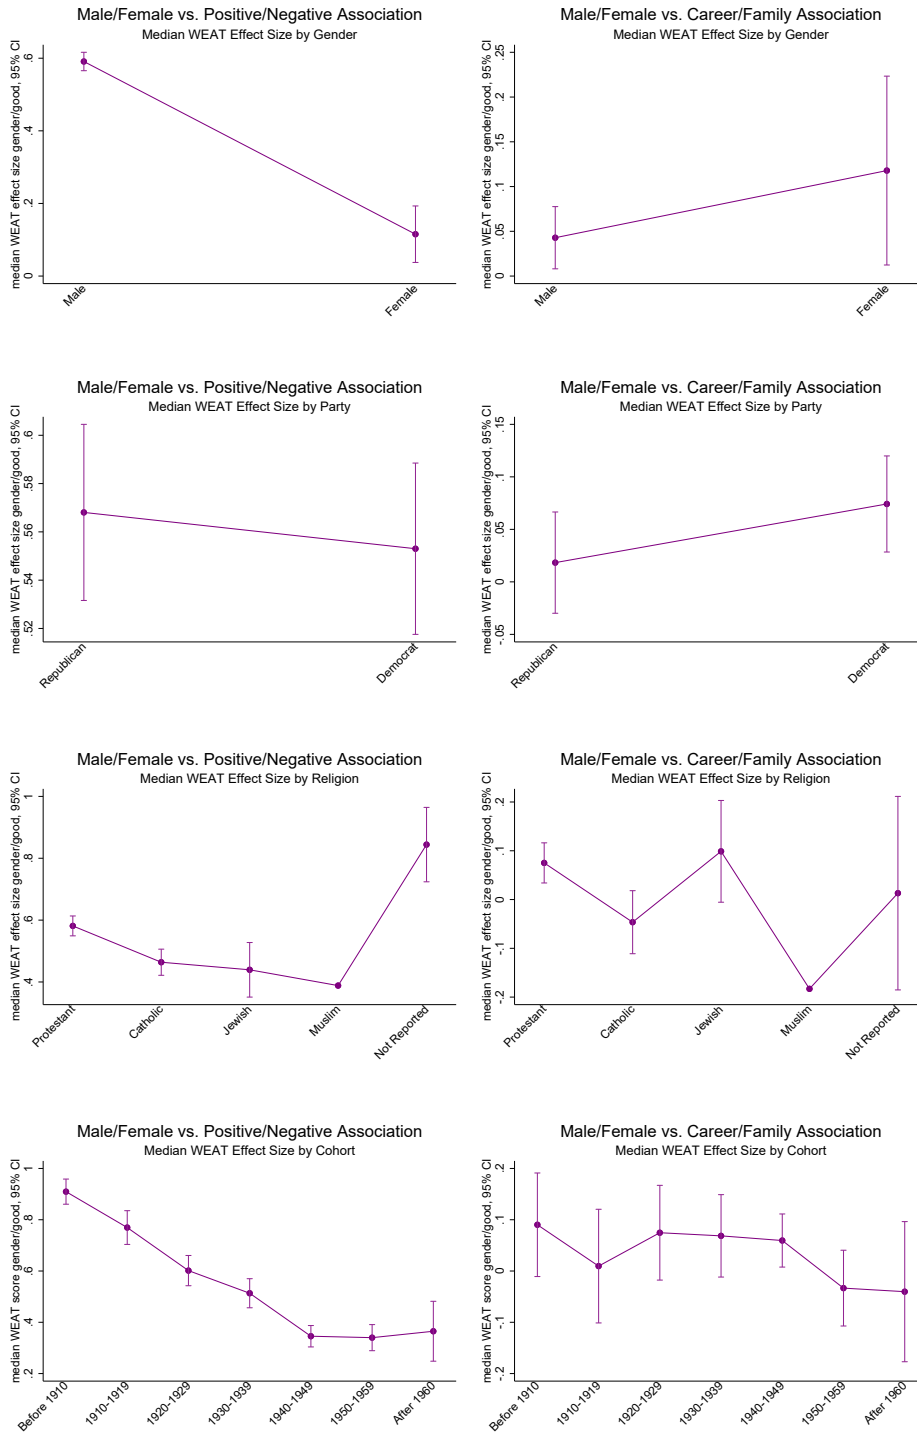 Male/Female vs. Positive/Negative Association
Median WEAT Effect Size by Gender
median WEAT effect size gender/good, 95% CI
.6
.4
.2
0
Male
Female
Male/Female vs. Career/Family Association
Median WEAT Effect Size by Gender
median WEAT effect size gender/good, 95% CI
.25
.2
.15
.1
.05
0
Male
Female
Male/Female vs. Positive/Negative Association
Median WEAT Effect Size by Party
median WEAT effect size gender/good, 95% CI
.6
.58
.56
.54
.52
Republican
Democrat
Male/Female vs. Career/Family Association
Median WEAT Effect Size by Party
median WEAT effect size gender/good, 95% CI
.15
.1
.05
0
-.05
Republican
Democrat
Male/Female vs. Positive/Negative Association
Median WEAT Effect Size by Religion
median WEAT effect size gender/good, 95% CI
1
.8
.6
.4
Protestant
Catholic
Jewish
Muslim
Not Reported
Male/Female vs. Career/Family Association
Median WEAT Effect Size by Religion
median WEAT effect size gender/good, 95% CI
.2
.1
0
-.1
-.2
Protestant
Catholic
Jewish
Muslim
Not Reported
Male/Female vs. Positive/Negative Association
Median WEAT Effect Size by Cohort
median WEAT score gender/good, 95% CI
1
.8
.6
.4
.2
Before 1910
1910-1919
1920-1929
1930-1939
1940-1949
1950-1959
After 1960
Male/Female vs. Career/Family Association
Median WEAT Effect Size by Cohort
median WEAT effect size gender/good, 95% CI
.2
.1
0
-.1
-.2
Before 1910
1910-1919
1920-1929
1930-1939
1940-1949
1950-1959
After 1960